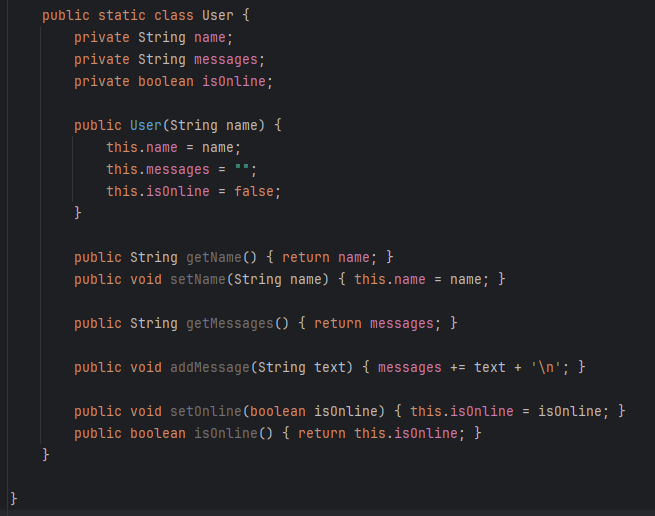 public static class User {
private String name;
private String messages;
private boolean isOnline;
public User(String name) {
this.name = name;
this.messages = "";
this.isOnline = false;
}
public String getName() { return name; }
public void setName(String name) { this.name = name; }
public String getMessages() { return messages; }
public void addMessage(String text) { messages += text + '\n'; }
public void setOnline(boolean isOnline) { this.isOnline = isOnline; }
public boolean isOnline() { return this.isOnline; }
}
}